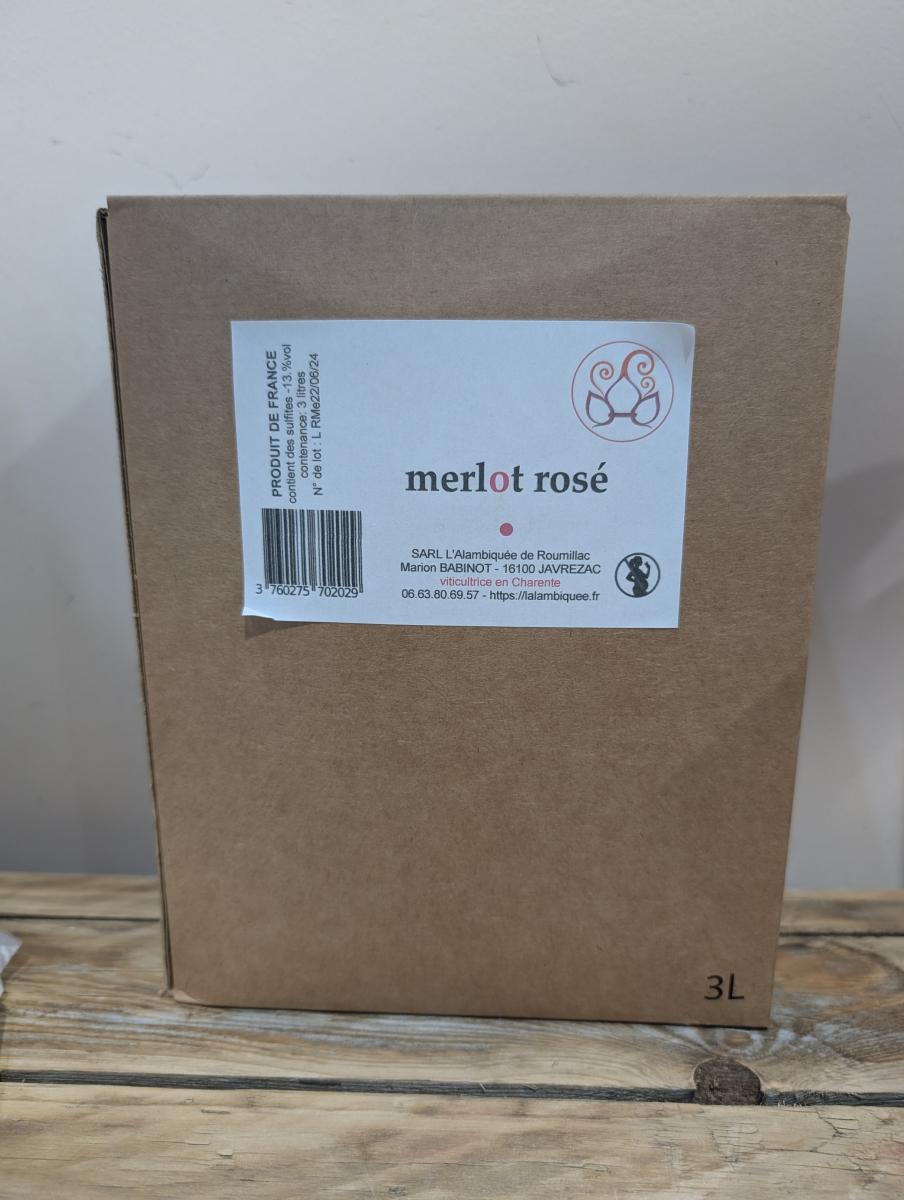 PRODUIT DE FRANCE
contient des sulfites -13.%vol
contenance: 3 litres
N° de lot : L RMe22/06/24
3 760275 702029
merlot rosé
SARL L'Alambiquée de Roumillac
Marion BABINOT - 16100 JAVREZAC
viticultrice en Charente
06.63.80.69.57 - https://lalambiquee.fr
3L